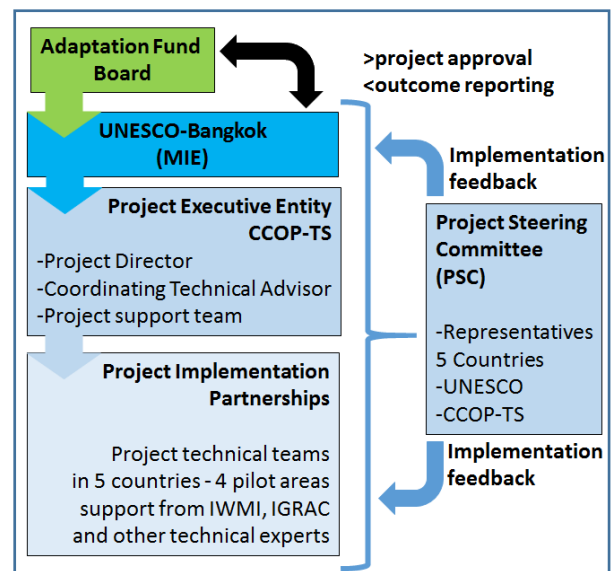 Adaptation Fund
Board
>project approval
<outcome reporting
UNESCO-Bangkok
(MIE)
Implementation
feedback
Project Executive Entity
CCOP-TS
-Project Director
-Coordinating Technical Advisor
-Project support team
Project Steering
Committee
(PSC)
-Representatives
5 Countries
-UNESCO
-CCOP-TS
Project Implementation
Partnerships
Project technical teams
in 5 countries - 4 pilot areas
support from IWMI, IGRAC
and other technical experts
Implementation
feedback